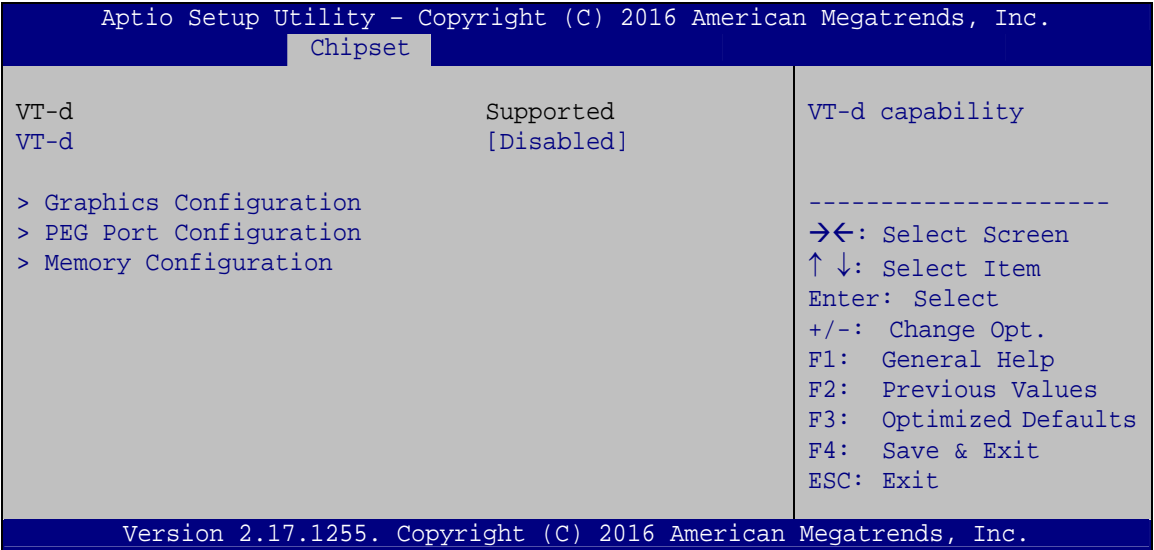 Aptio Setup Utility – Copyright (C) 2016 American Megatrends, Inc.
Chipset
VT-d Supported
VT-d [Disabled]
> Graphics Configuration
> PEG Port Configuration
> Memory Configuration
VT-d capability
---------------------
→←: Select Screen
↑ ↓: Select Item
Enter: Select
+/-: Change Opt.
F1: General Help
F2: Previous Values
F3: Optimized Defaults
F4: Save & Exit
ESC: Exit
Version 2.17.1255. Copyright (C) 2016 American Megatrends, Inc.